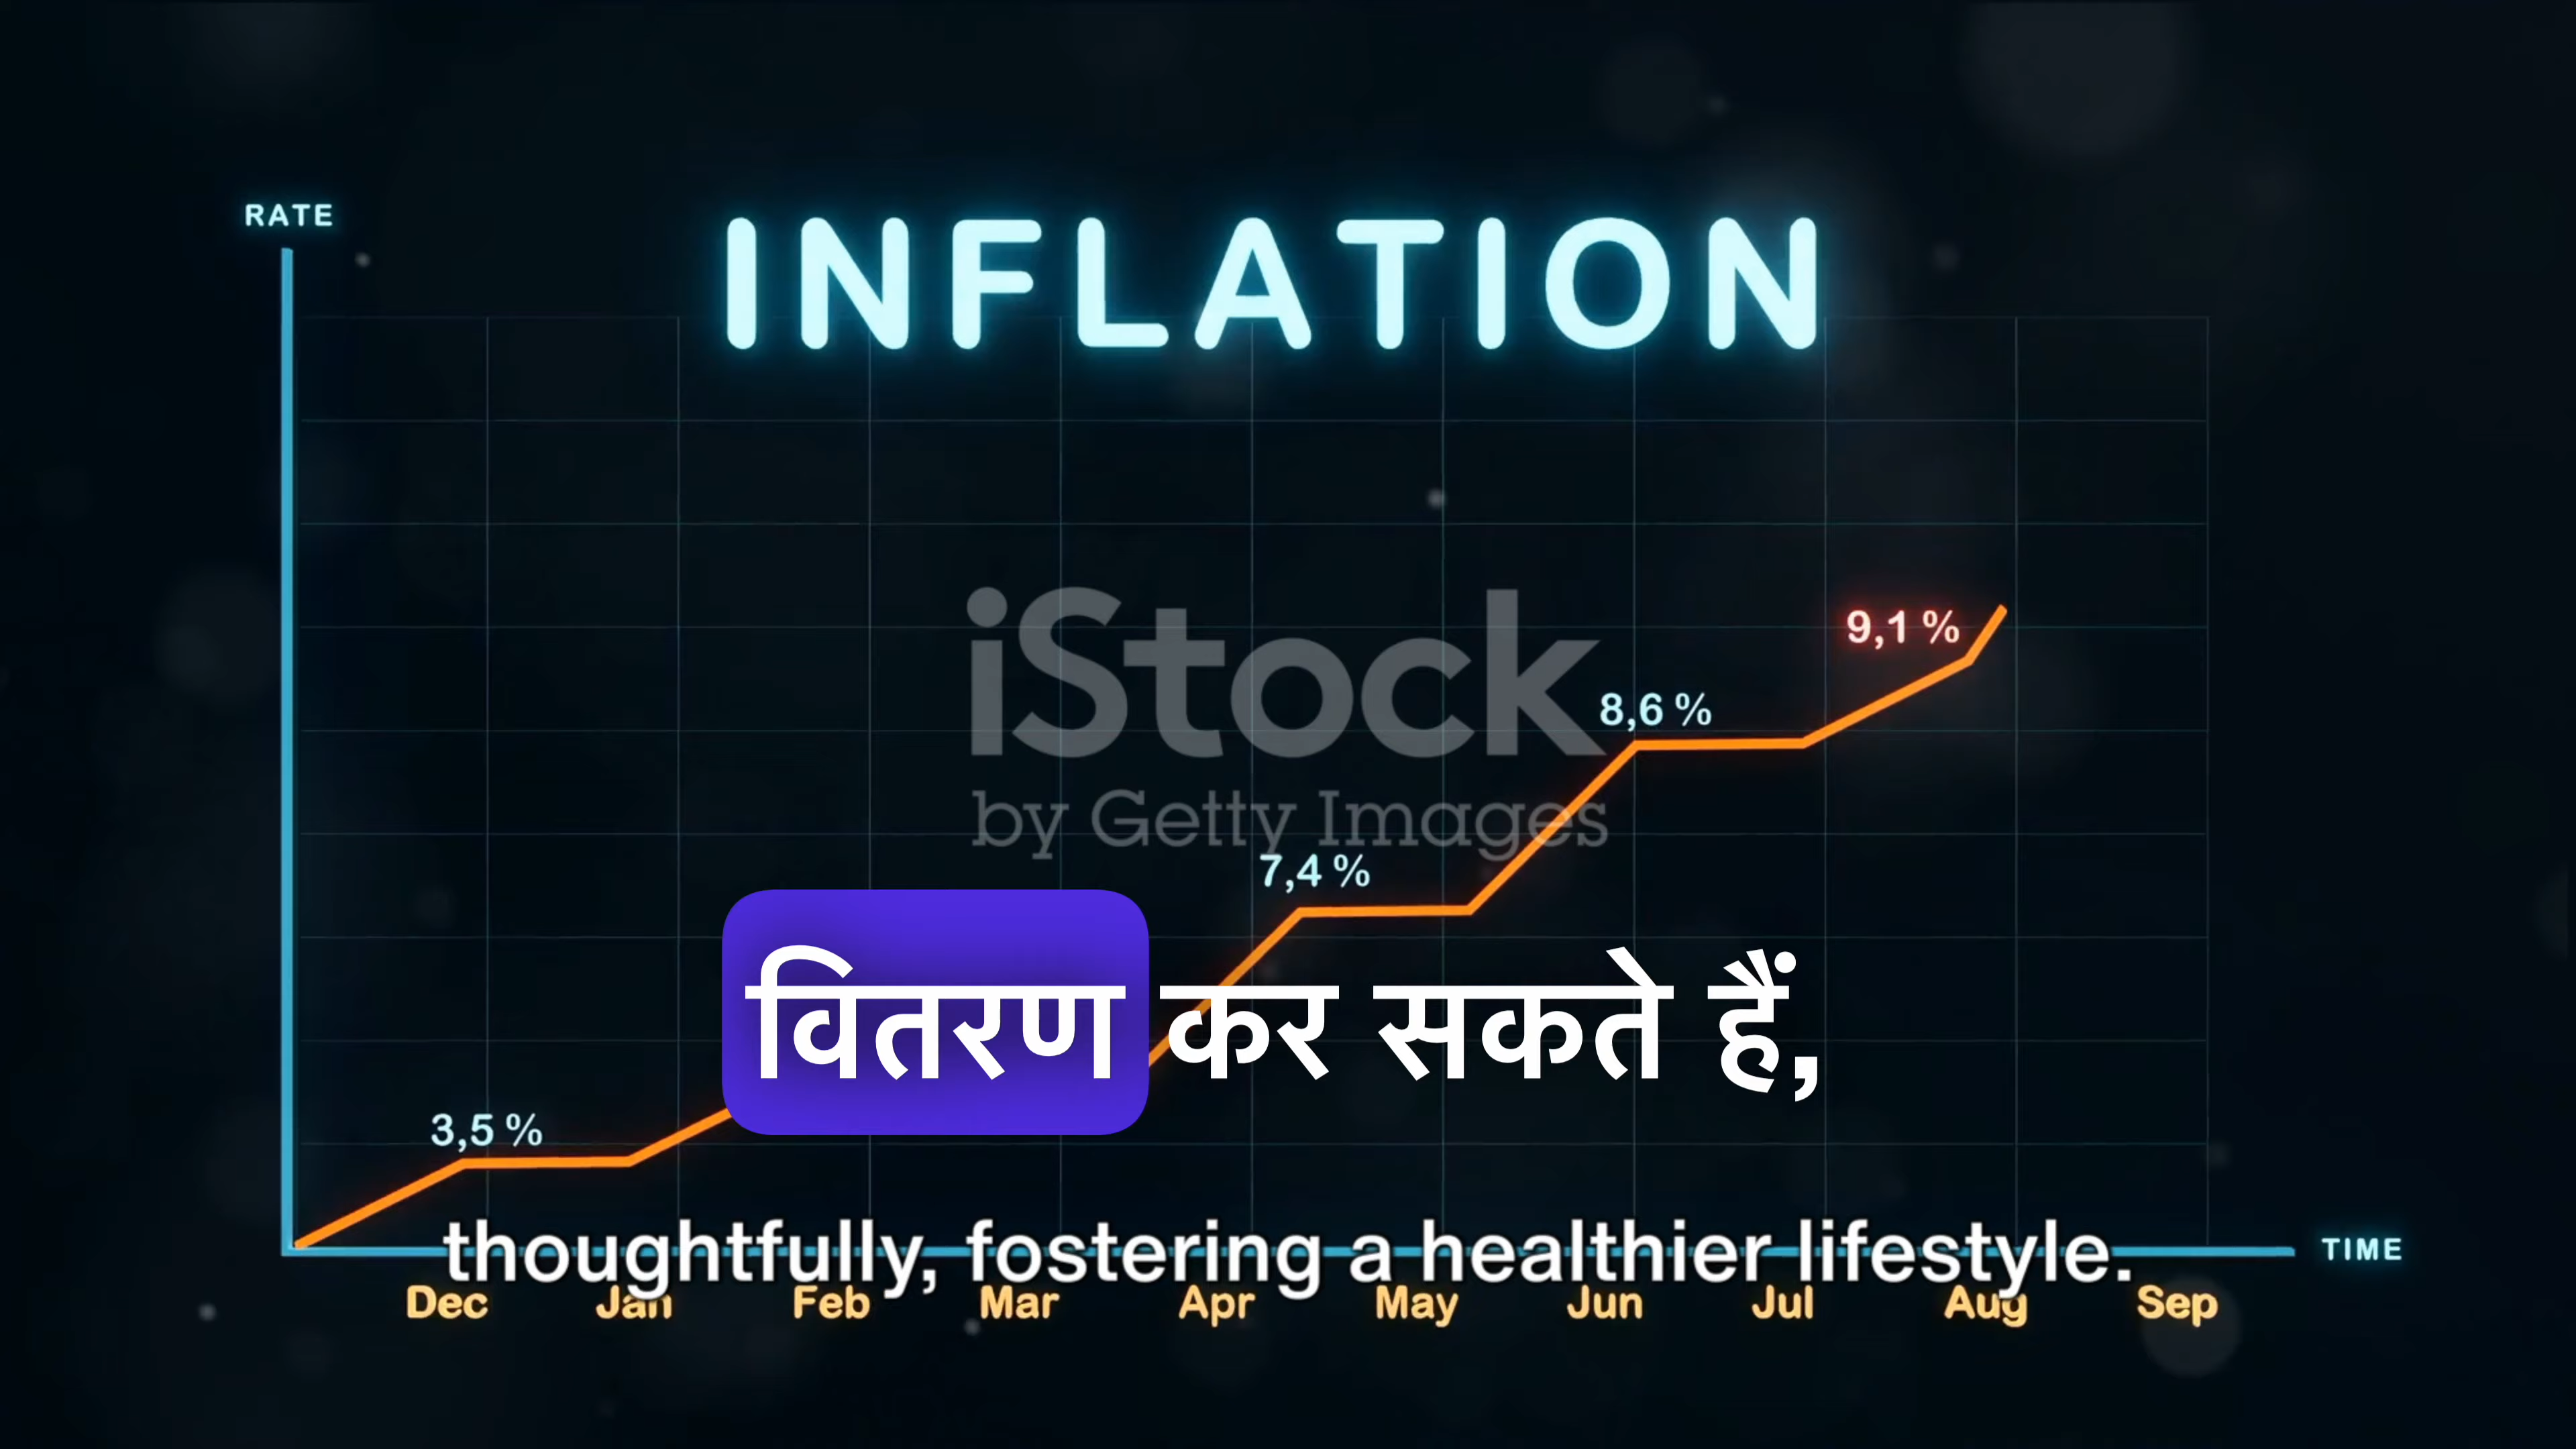 RATE
INFLATION
iStock
by Getty Images
9,1 %
8,6 %
7,4 %
वितरण कर सकते हैं,
3,5 %
thoughtfully, fostering a healthier lifestyle.
TIME
Dec Jan Feb Mar Apr May Jun Jul Aug Sep